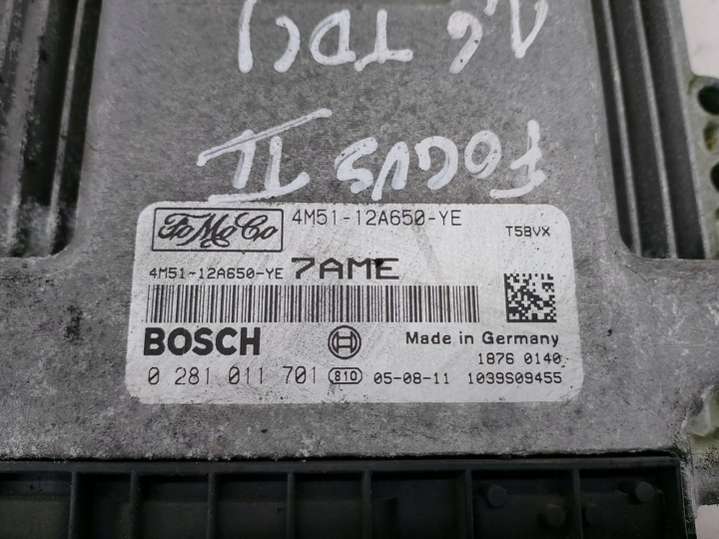 1,6 TDCI
FOCUS II
FoMoCo
4M51-12A650-YE
T5BVX
4M51-12A650-YE 7AME
BOSCH
Made in Germany
1876 0140
0 281 011 701 810 05-08-11 1039S09455